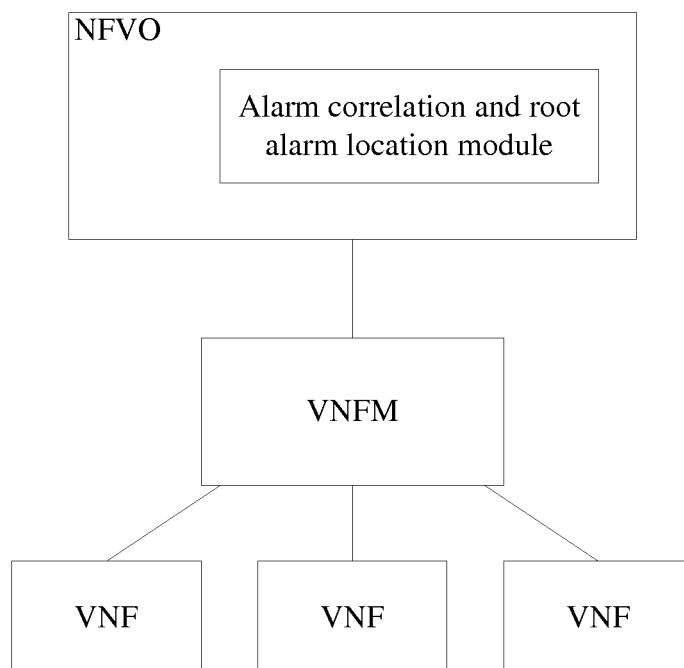 NFVO
Alarm correlation and root
alarm location module
VNFM
VNF
VNF
VNF